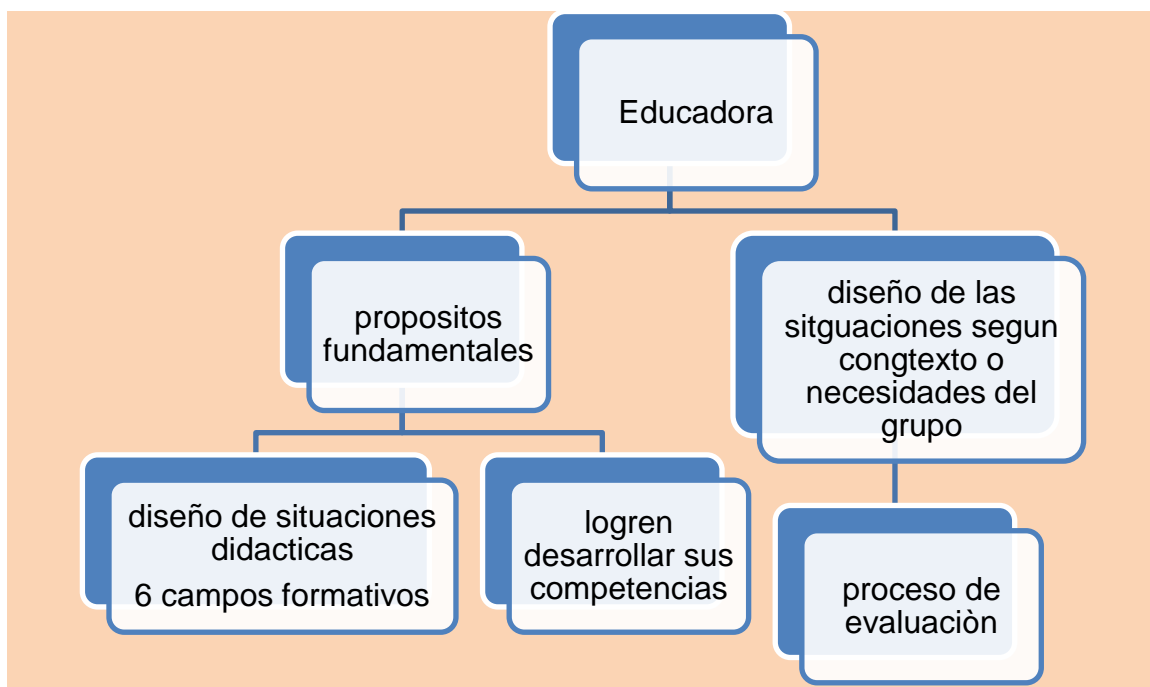 Educadora
propositos
fundamentales
diseño de las
sitguaciones segun
congtexto o
necesidades del
grupo
diseño de situaciones
didacticas
6 campos formativos
logren
desarrollar sus
competencias
proceso de
evaluaciòn